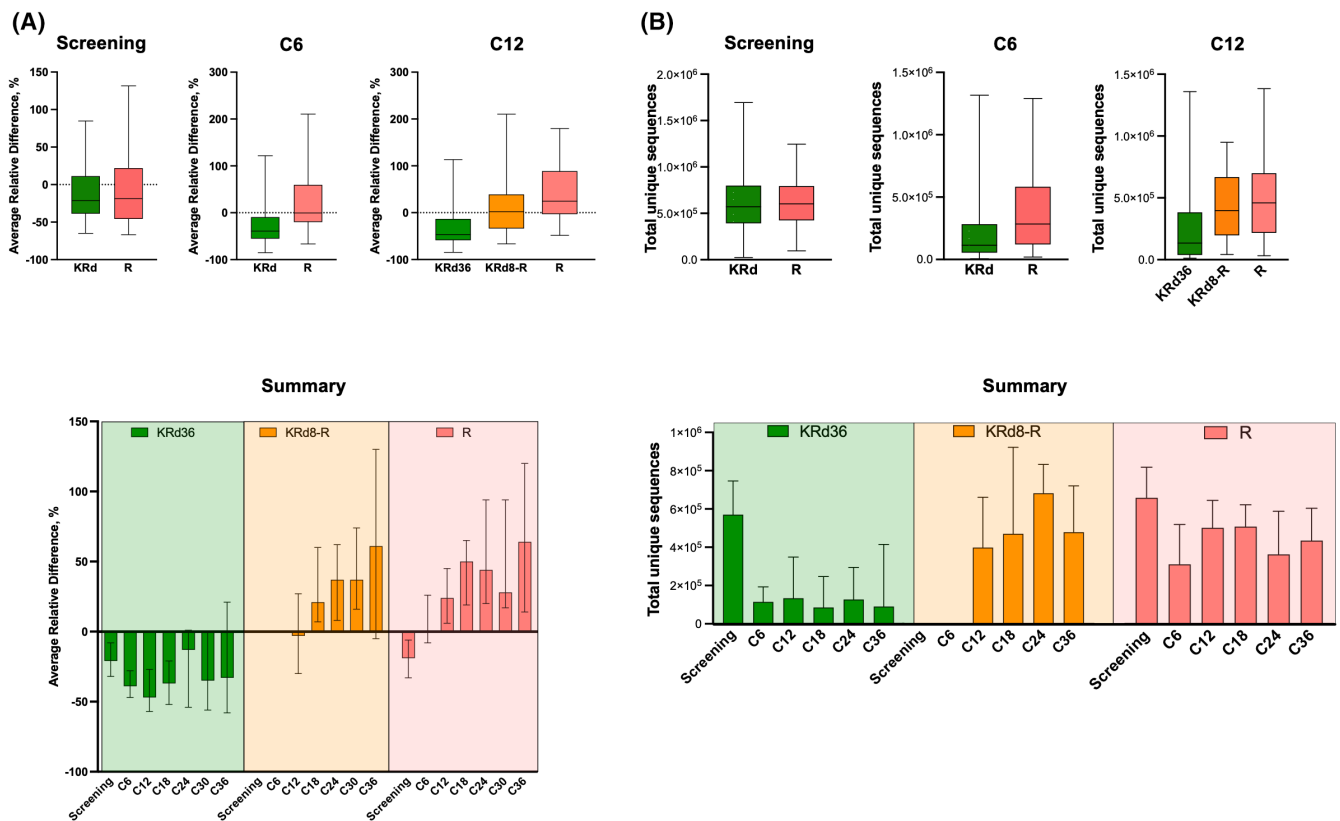 (A)
Screening
C6
C12
Average Relative Difference, %
150
100
50
0
-50
-100
KRd
R
Average Relative Difference, %
300
200
100
0
-100
KRd
R
Average Relative Difference, %
300
200
100
0
-100
KRd36
KRd8-R
R
(B)
Screening
C6
C12
Total unique sequences
2.0×10⁶
1.5×10⁶
1.0×10⁶
5.0×10⁵
0.0
KRd
R
Total unique sequences
1.5×10⁶
1.0×10⁶
5.0×10⁵
0.0
KRd
R
Total unique sequences
1.5×10⁶
1.0×10⁶
5.0×10⁵
0.0
KRd36
KRd8-R
R
Summary
Average Relative Difference, %
150
100
50
0
-50
-100
KRd36
KRd8-R
R
Screening
C6
C12
C18
C24
C30
C36
Screening
C6
C12
C18
C24
C30
C36
Screening
C6
C12
C18
C24
C30
C36
Summary
Total unique sequences
1×10⁶
8×10⁵
6×10⁵
4×10⁵
2×10⁵
0
KRd36
KRd8-R
R
Screening
C6
C12
C18
C24
C36
Screening
C6
C12
C18
C24
C36
Screening
C6
C12
C18
C24
C36